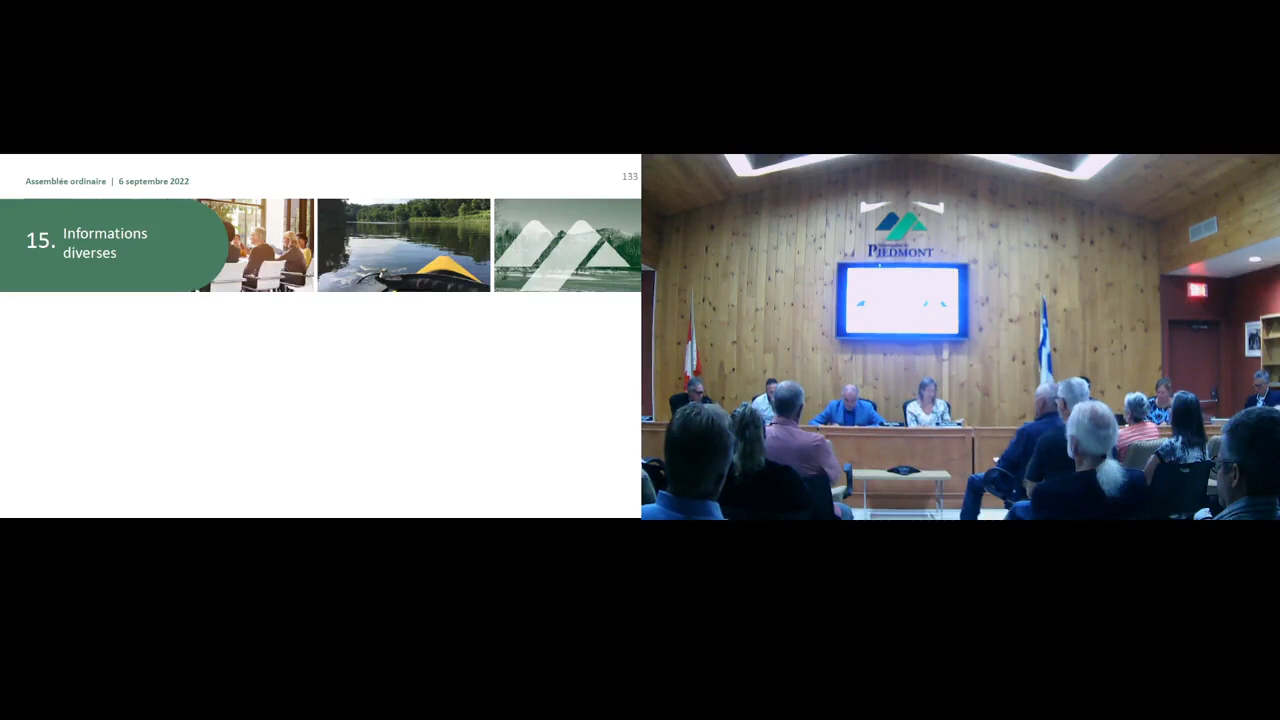 Assemblée ordinaire | 6 septembre 2022
133
15. Informations
diverses
PIEDMONT